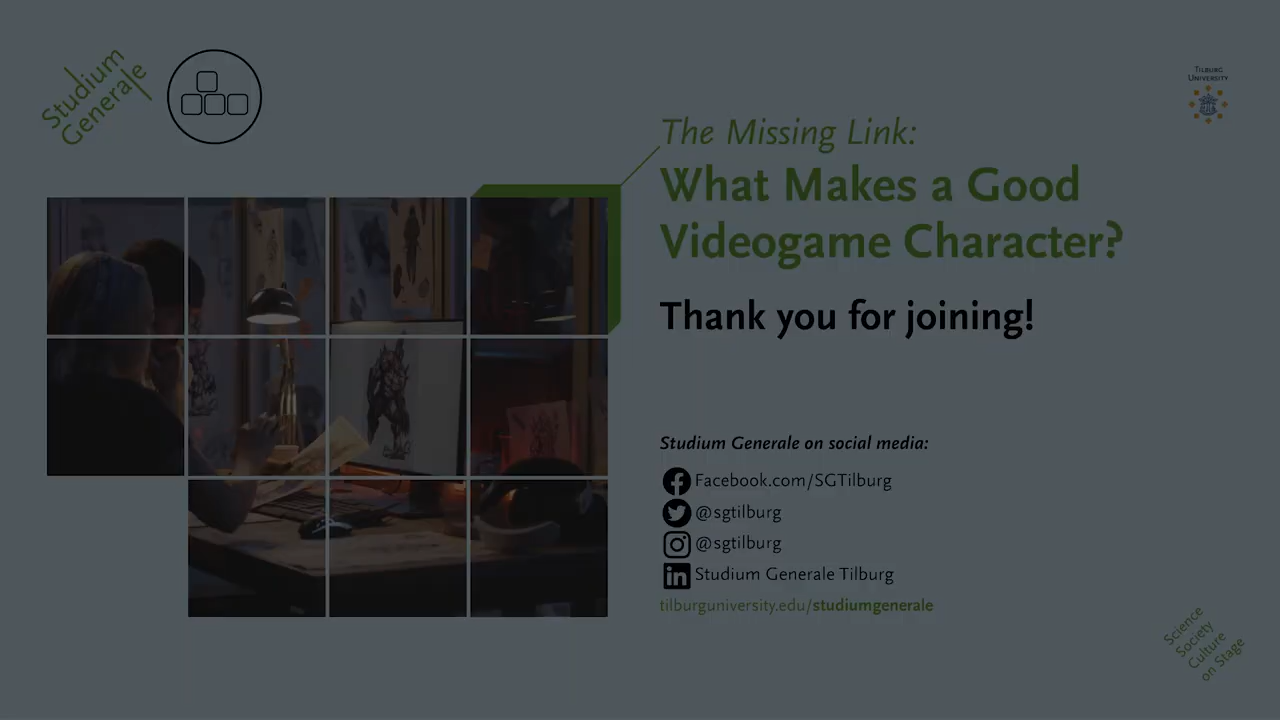 Studium
Generale
Tilburg
University
The Missing Link:
What Makes a Good
Videogame Character?
Thank you for joining!
Studium Generale on social media:
Facebook.com/SGTilburg
@sgtilburg
@sgtilburg
Studium Generale Tilburg
tilburguniversity.edu/studiumgenerale
Science
Society
Culture
on Stage